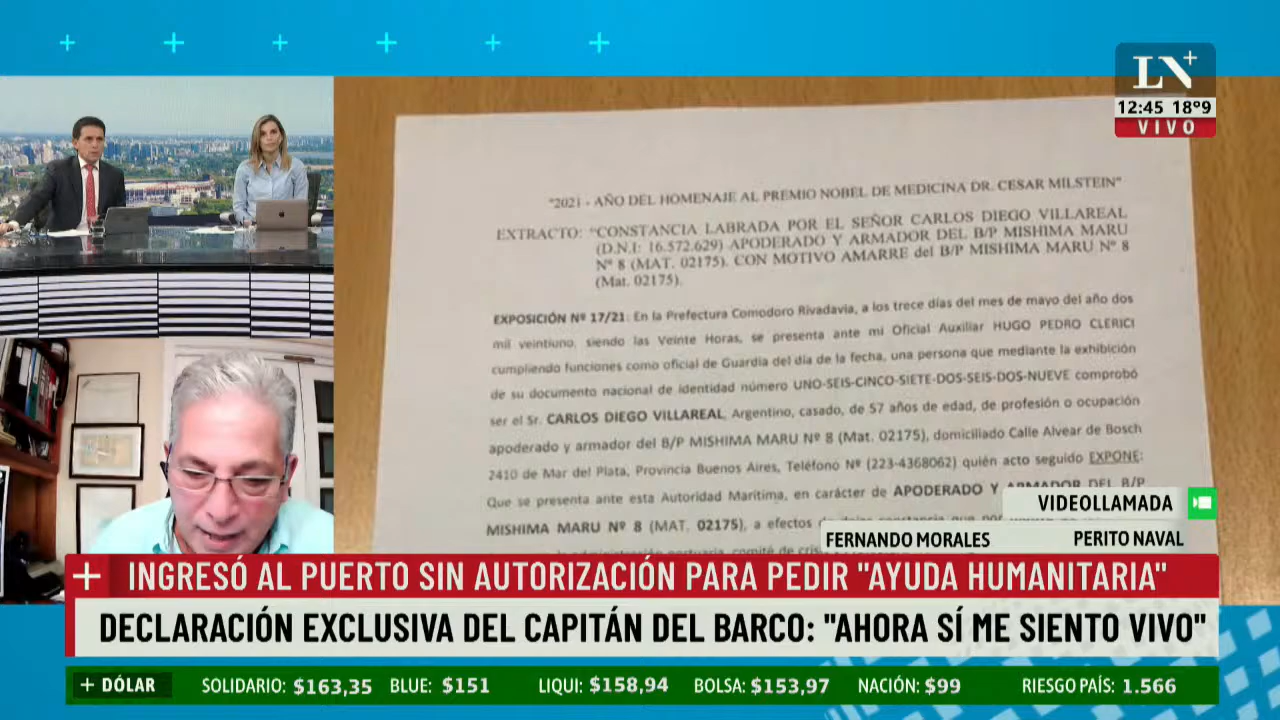 LN+
12:45 18º9
VIVO
"2021 - AÑO DEL HOMENAJE AL PREMIO NOBEL DE MEDICINA DR. CESAR MILSTEIN"
EXTRACTO: "CONSTANCIA LABRADA POR EL SEÑOR CARLOS DIEGO VILLAREAL
(D.N.I: 16.572.629) APODERADO Y ARMADOR DEL B/P MISHIMA MARU
Nº 8 (MAT. 02175). CON MOTIVO AMARRE del B/P MISHIMA MARU Nº 8
(Mat. 02175).
EXPOSICIÓN Nº 17/21: En la Prefectura Comodoro Rivadavia, a los trece días del mes de mayo del año dos
mil veintiuno, siendo las Veinte Horas, se presenta ante mi Oficial Auxiliar HUGO PEDRO CLERICI
cumpliendo funciones como oficial de Guardia del día de la fecha, una persona que mediante la exhibición
de su documento nacional de identidad número UNO-SEIS-CINCO-SIETE-DOS-SEIS-DOS-NUEVE comprobó
ser el Sr. CARLOS DIEGO VILLAREAL, Argentino, casado, de 57 años de edad, de profesión o ocupación
apoderado y armador del B/P MISHIMA MARU Nº 8 (Mat. 02175), domiciliado Calle Alvear de Bosch
2410 de Mar del Plata, Provincia Buenos Aires, Teléfono Nº (223-4368062) quién acto seguido EXPONE:
Que se presenta ante esta Autoridad Marítima, en carácter de APODERADO Y ARMADOR DEL B/P
MISHIMA MARU Nº 8 (MAT. 02175), a efectos
VIDEOLLAMADA
FERNANDO MORALES PERITO NAVAL
+ INGRESÓ AL PUERTO SIN AUTORIZACIÓN PARA PEDIR "AYUDA HUMANITARIA"
DECLARACIÓN EXCLUSIVA DEL CAPITÁN DEL BARCO: "AHORA SÍ ME SIENTO VIVO"
+ DÓLAR SOLIDARIO: $163,35 BLUE: $151 LIQUI: $158,94 BOLSA: $153,97 NACIÓN: $99 RIESGO PAÍS: 1.566